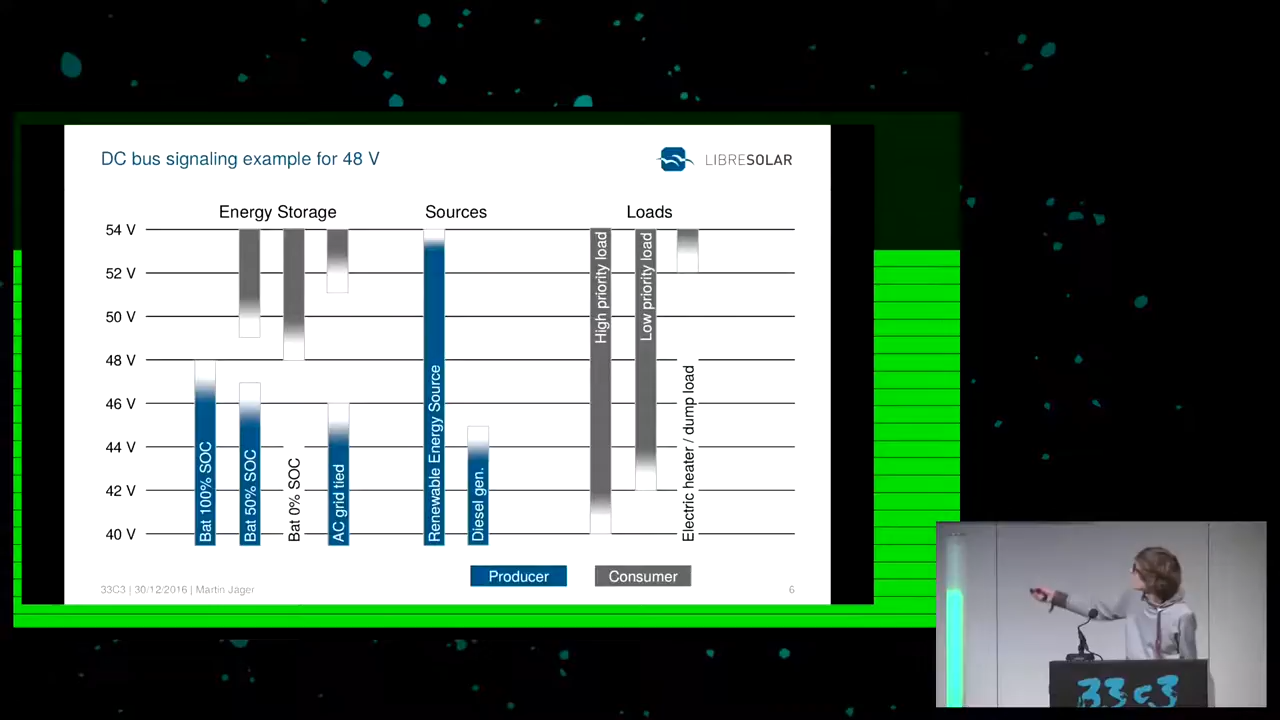 DC bus signaling example for 48 V
LIBRESOLAR
Energy Storage
Sources
Loads
54 V
52 V
50 V
48 V
46 V
44 V
42 V
40 V
Bat 100% SOC
Bat 50% SOC
Bat 0% SOC
AC grid tied
Renewable Energy Source
Diesel gen.
High priority load
Low priority load
Electric heater / dump load
Producer
Consumer
33C3 | 30/12/2016 | Martin Jäger
6
33c3